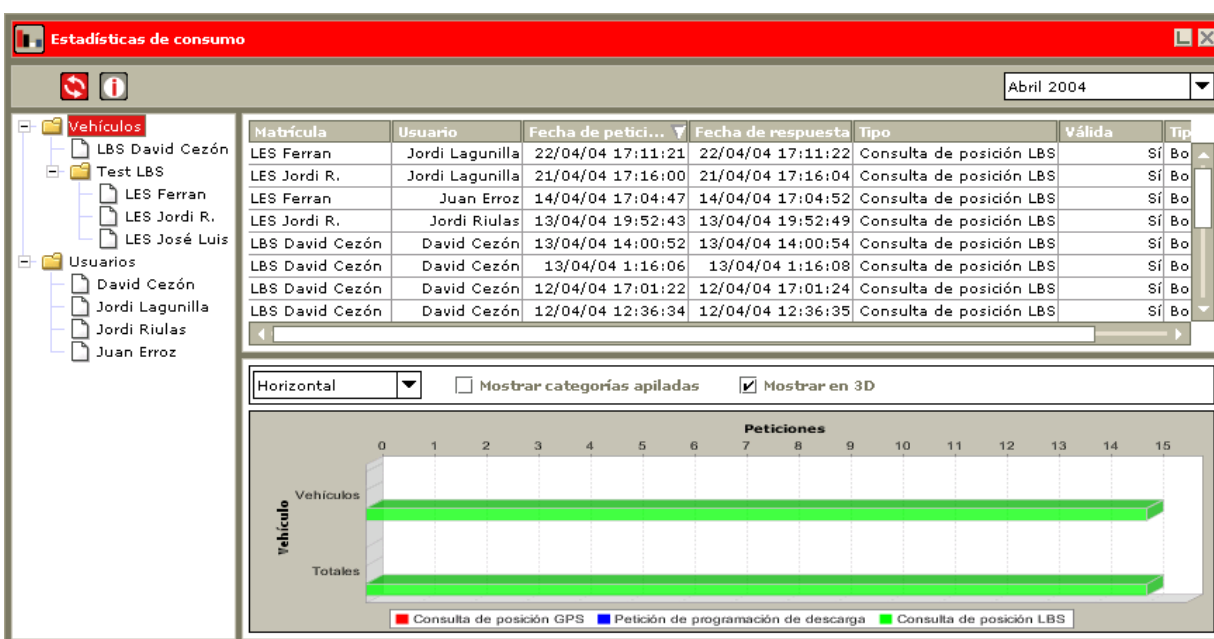 Estadísticas de consumo
Abril 2004
Vehículos
LBS David Cezón
Test LBS
LES Ferran
LES Jordi R.
LES José Luis
Usuarios
David Cezón
Jordi Lagunilla
Jordi Riulas
Juan Erroz
Matrícula Usuario Fecha de petici... Fecha de respuesta Tipo Válida Tip
LES Ferran Jordi Lagunilla 22/04/04 17:11:21 22/04/04 17:11:22 Consulta de posición LBS Sí Bo
LES Jordi R. Jordi Lagunilla 21/04/04 17:16:00 21/04/04 17:16:04 Consulta de posición LBS Sí Bo
LES Ferran Juan Erroz 14/04/04 17:04:47 14/04/04 17:04:52 Consulta de posición LBS Sí Bo
LES Jordi R. Jordi Riulas 13/04/04 19:52:43 13/04/04 19:52:49 Consulta de posición LBS Sí Bo
LBS David Cezón David Cezón 13/04/04 14:00:52 13/04/04 14:00:54 Consulta de posición LBS Sí Bo
LBS David Cezón David Cezón 13/04/04 1:16:06 13/04/04 1:16:08 Consulta de posición LBS Sí Bo
LBS David Cezón David Cezón 12/04/04 17:01:22 12/04/04 17:01:24 Consulta de posición LBS Sí Bo
LBS David Cezón David Cezón 12/04/04 12:36:34 12/04/04 12:36:35 Consulta de posición LBS Sí Bo
Horizontal Mostrar categorías apiladas Mostrar en 3D
Peticiones
0 1 2 3 4 5 6 7 8 9 10 11 12 13 14 15
Vehículo
Vehículos
Totales
Consulta de posición GPS Petición de programación de descarga Consulta de posición LBS